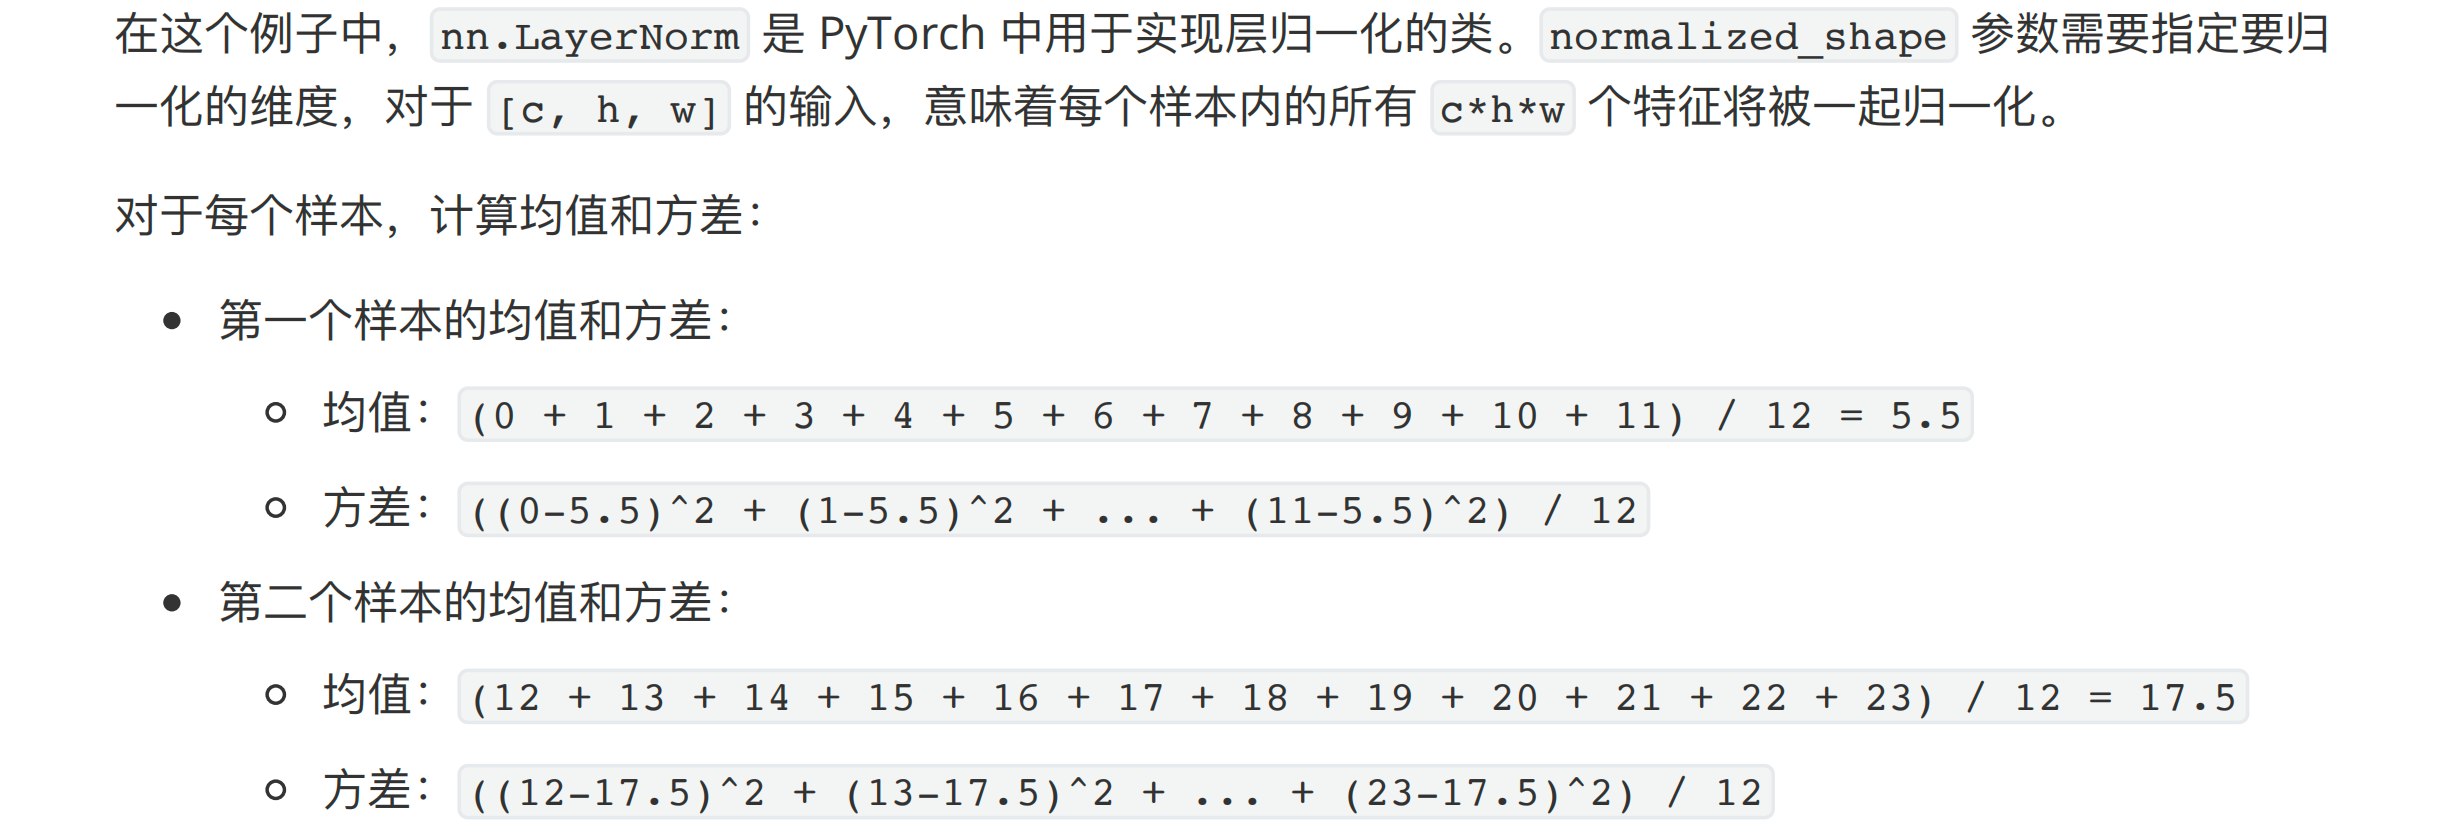 在这个例子中，nn.LayerNorm 是 PyTorch 中用于实现层归一化的类。normalized_shape 参数需要指定要归
一化的维度，对于 [c, h, w] 的输入，意味着每个样本内的所有 c*h*w 个特征将被一起归一化。
对于每个样本，计算均值和方差：
第一个样本的均值和方差：
均值：(0 + 1 + 2 + 3 + 4 + 5 + 6 + 7 + 8 + 9 + 10 + 11) / 12 = 5.5
方差：((0-5.5)^2 + (1-5.5)^2 + ... + (11-5.5)^2) / 12
第二个样本的均值和方差：
均值：(12 + 13 + 14 + 15 + 16 + 17 + 18 + 19 + 20 + 21 + 22 + 23) / 12 = 17.5
方差：((12-17.5)^2 + (13-17.5)^2 + ... + (23-17.5)^2) / 12